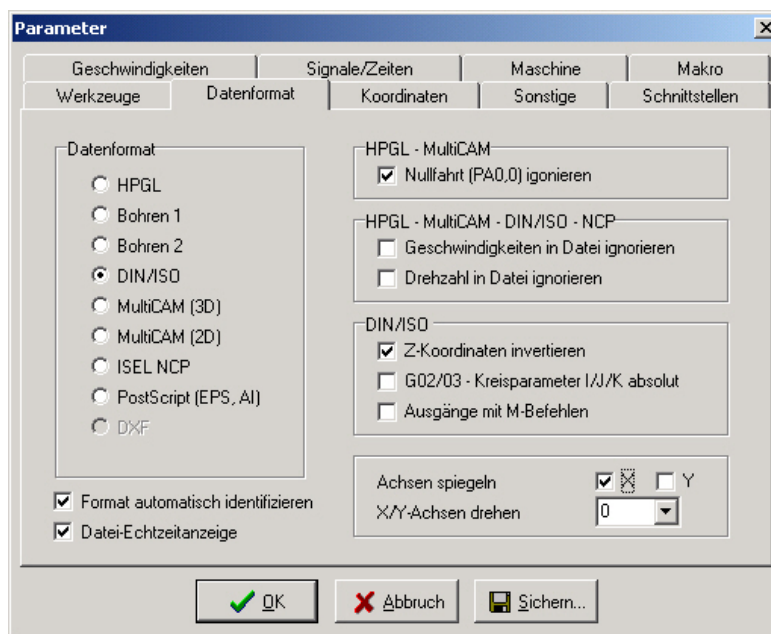 Parameter
Geschwindigkeiten
Signale/Zeiten
Maschine
Makro
Werkzeuge
Datenformat
Koordinaten
Sonstige
Schnittstellen
Datenformat
HPGL
Bohren 1
Bohren 2
DIN/ISO
MultiCAM (3D)
MultiCAM (2D)
ISEL NCP
PostScript (EPS, AI)
DXF
Format automatisch identifizieren
Datei-Echtzeitanzeige
HPGL - MultiCAM
Nullfahrt (PA0,0) igonieren
HPGL - MultiCAM - DIN/ISO - NCP
Geschwindigkeiten in Datei ignorieren
Drehzahl in Datei ignorieren
DIN/ISO
Z-Koordinaten invertieren
G02/03 - Kreisparameter I/J/K absolut
Ausgänge mit M-Befehlen
Achsen spiegeln X Y
X/Y-Achsen drehen 0
OK
Abbruch
Sichern...